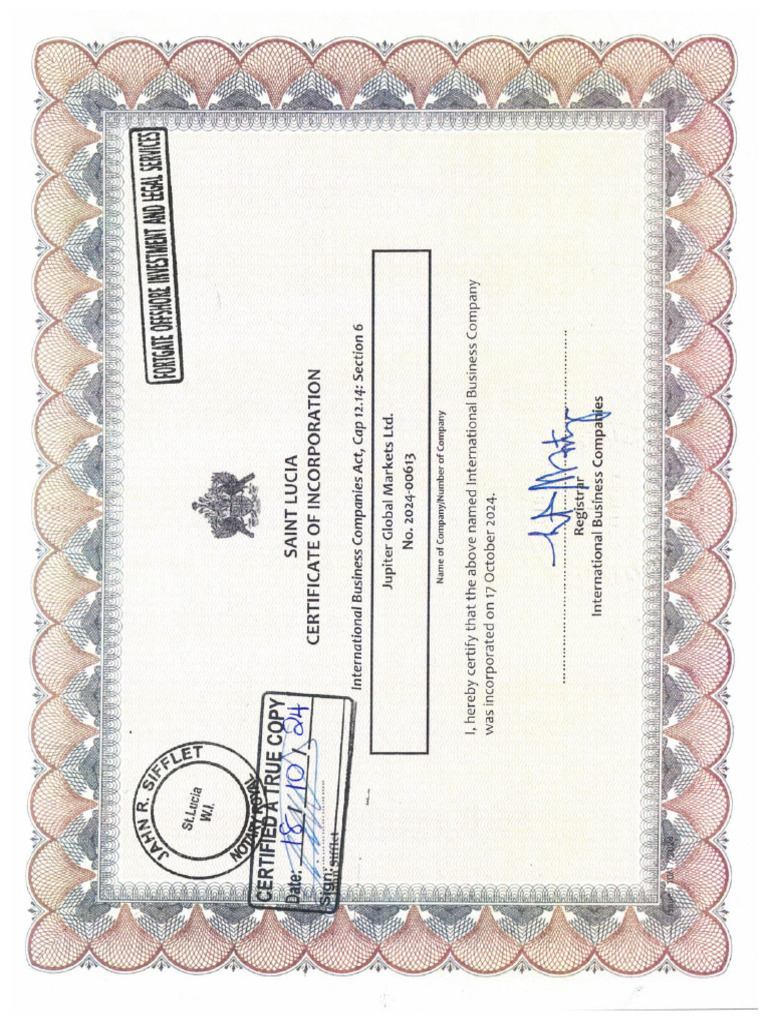 FORTGATE OFFSHORE INVESTMENT AND LEGAL SERVICES
SAINT LUCIA
CERTIFICATE OF INCORPORATION
International Business Companies Act, Cap 12.14: Section 6
Jupiter Global Markets Ltd.
No. 2024-00613
Name of Company/Number of Company
I, hereby certify that the above named International Business Company
was incorporated on 17 October 2024.
Registrar
International Business Companies
JAHN R. SIFFLET
St.Lucia
W.I.
NOTARY ROYAL
CERTIFIED A TRUE COPY
Date: 18/10/24
Sign:
Sifflet